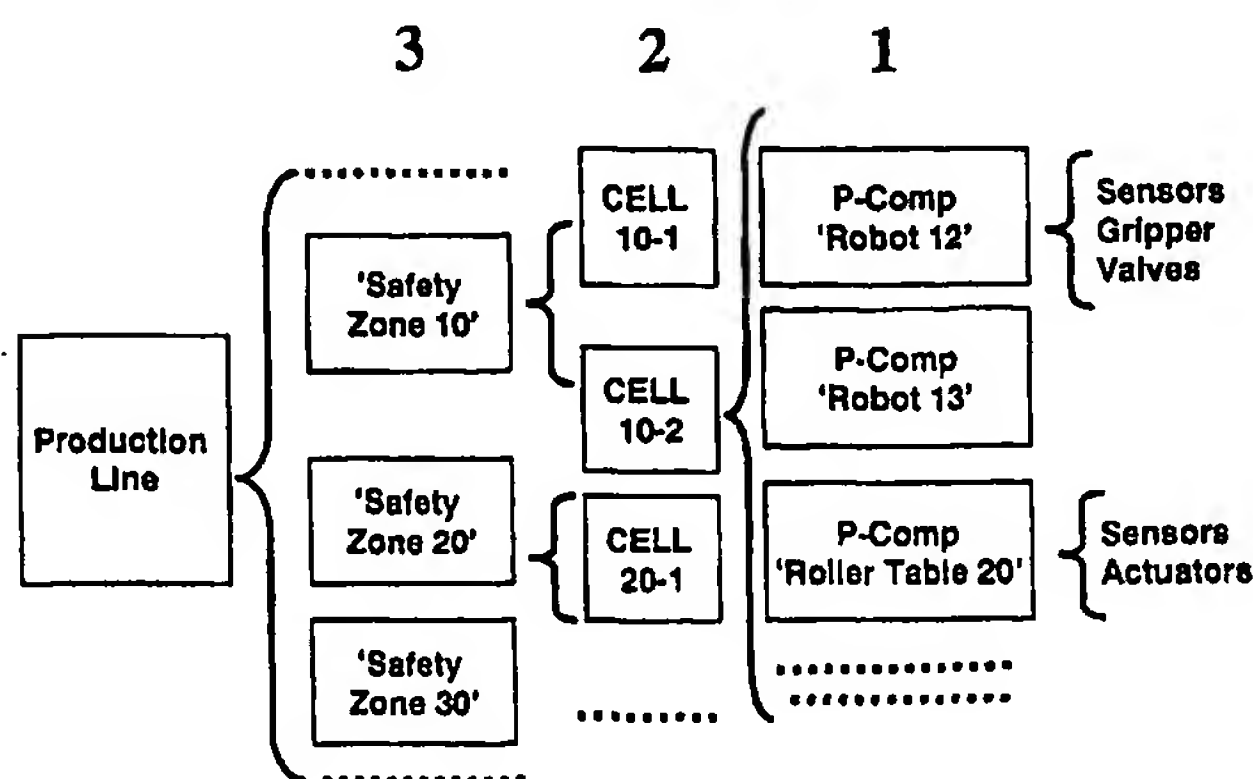 3 2 1
Production
Line
'Safety
Zone 10'
'Safety
Zone 20'
'Safety
Zone 30'
CELL
10-1
CELL
10-2
CELL
20-1
P-Comp
'Robot 12'
P-Comp
'Robot 13'
P-Comp
'Roller Table 20'
Sensors
Gripper
Valves
Sensors
Actuators